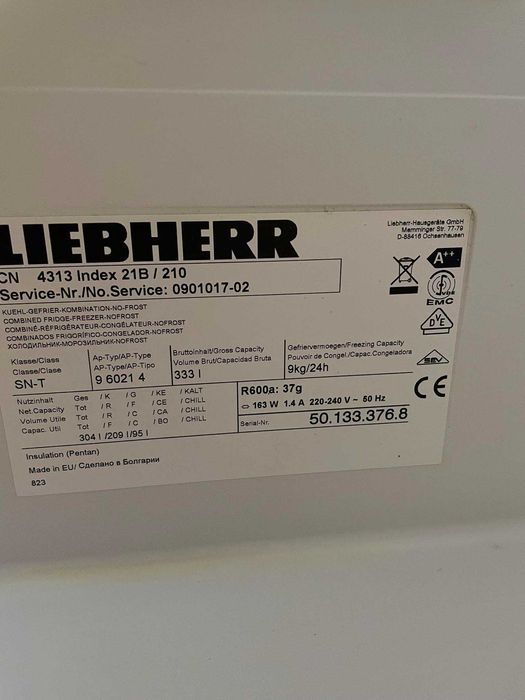 LIEBHERR
Liebherr-Hausgeräte GmbH
Memminger Str. 77-79
D-88416 Ochsenhausen
CN 4313 Index 21B / 210
Service-Nr./No.Service: 0901017-02
A++
EMC
VDE
KUEHL-GEFRIER-KOMBINATION-NO-FROST
COMBINED FRIDGE-FREEZER-NOFROST
COMBINÉ-RÉFRIGÉRATEUR-CONGÉLATEUR-NOFROST
COMBINADOS FRIGORÍFICO-CONGELADOR-NOFROST
ХОЛОДИЛЬНИК-МОРОЗИЛЬНИК-NOFROST
Klasse/Class
Classe/Clase
SN-T
Ap-Typ/AP-Type
AP-Type/AP-Tipo
9 6021 4
Bruttoinhalt/Gross Capacity
Volume Brut/Capacidad Bruta
333 l
Gefriervermoegen/Freezing Capacity
Pouvoir de Congel./Capac.Congeladora
9kg/24h
SEV
CE
Nutzinhalt Ges / K / G / KE / KALT
Net.Capacity Tot / R / F / CE / CHILL
Volume Utile Tot / R / C / CA / CHILL
Capac. Util Tot / F / C / BO / CHILL
304 l /209 l /95 l
R600a: 37g
163 W 1.4 A 220-240 V ~ 50 Hz
Serial-Nr. 50.133.376.8
Insulation (Pentan)
Made in EU/ Сделано в Болгарии
823